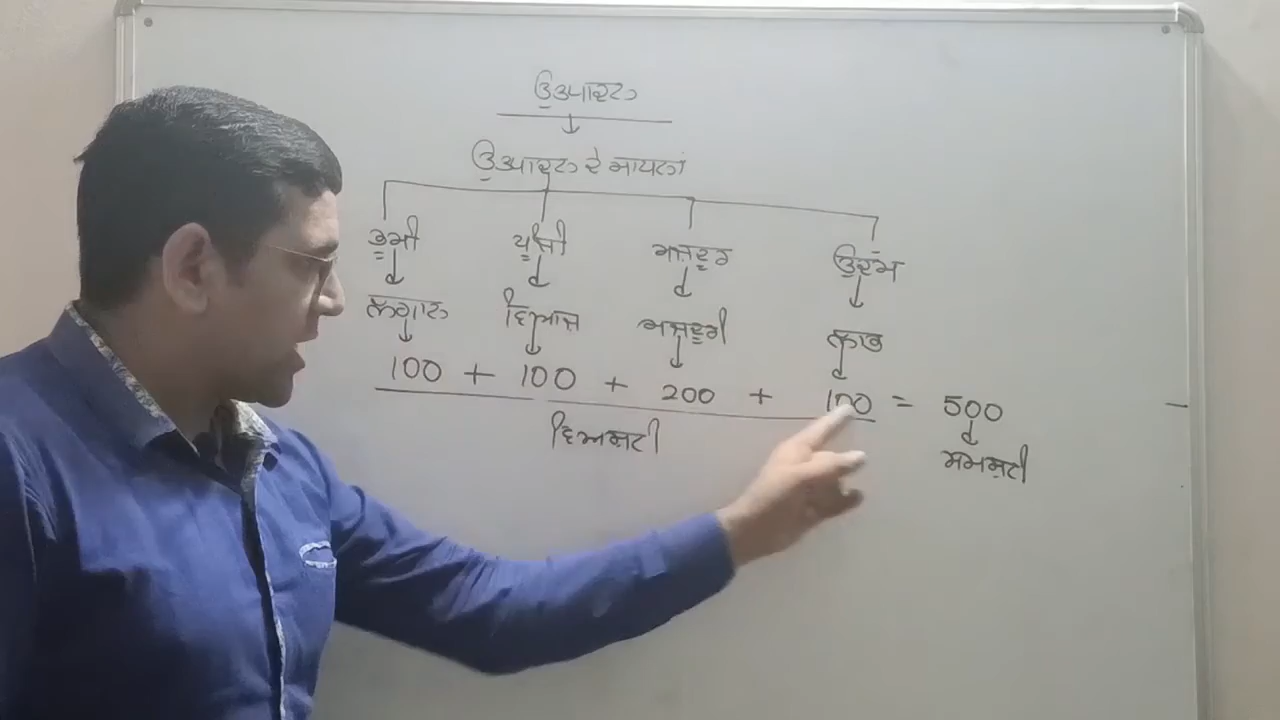 ਉਤਪਾਦਨ
ਉਤਪਾਦਨ ਦੇ ਸਾਧਨਾਂ
ਭੂਮੀ ਪੂੰਜੀ ਮਜ਼ਦੂਰ ਉੱਦਮ
ਲਗਾਨ ਵਿਆਜ ਮਜ਼ਦੂਰੀ ਲਾਭ
100 + 100 + 200 + 100 = 500
ਵਿਅਸ਼ਟੀ ਸਮਸ਼ਟੀ